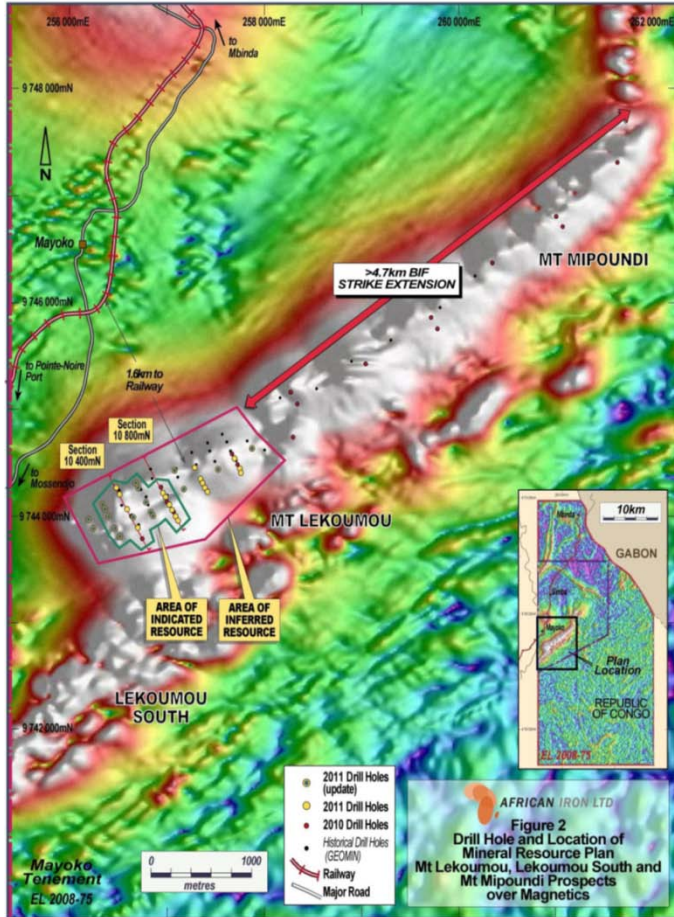 256 000mE
258 000mE
260 000mE
262 000mE
to
Mbinda
9 748 000mN
N
Mayoko
MT MIPOUNDI
>4.7km BIF
STRIKE EXTENSION
9 746 000mN
to Pointe-Noire
Port
1.6km to
Railway
Section
10 800mN
Section
10 400mN
to
Mossendjo
9 744 000mN
MT LEKOUMOU
AREA OF
INDICATED
RESOURCE
AREA OF
INFERRED
RESOURCE
10km
GABON
Mayoko
Plan
Location
REPUBLIC
OF CONGO
EL 2008-75
LEKOUMOU
SOUTH
9 742 000mN
2011 Drill Holes
(update)
2011 Drill Holes
2010 Drill Holes
Historical Drill Holes
(GEOMIN)
Railway
Major Road
AFRICAN IRON LTD
Figure 2
Drill Hole and Location of
Mineral Resource Plan
Mt Lekoumou, Lekoumou South and
Mt Mipoundi Prospects
over Magnetics
Mayoko
Tenement
EL 2008-75
0 1000
metres